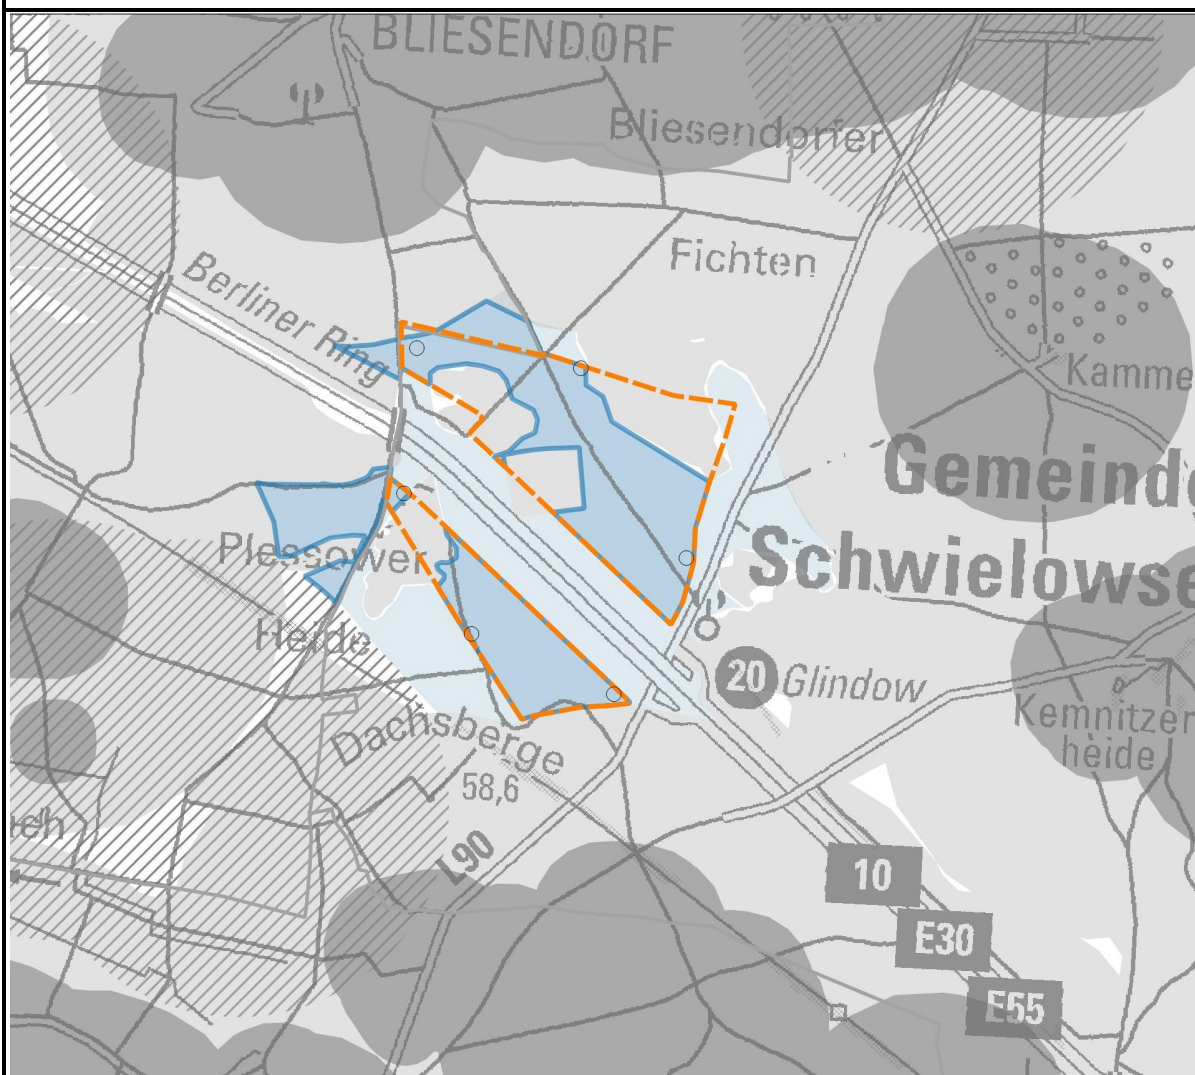 BLIESENDORF
Bliesendorfer
Fichten
Berliner Ring
Kamme
Gemeinde
Schwielowse
Plessower
Heide
20
Glindow
Kemnitzer
heide
Dachsberge
58,6
L90
10
E30
E55